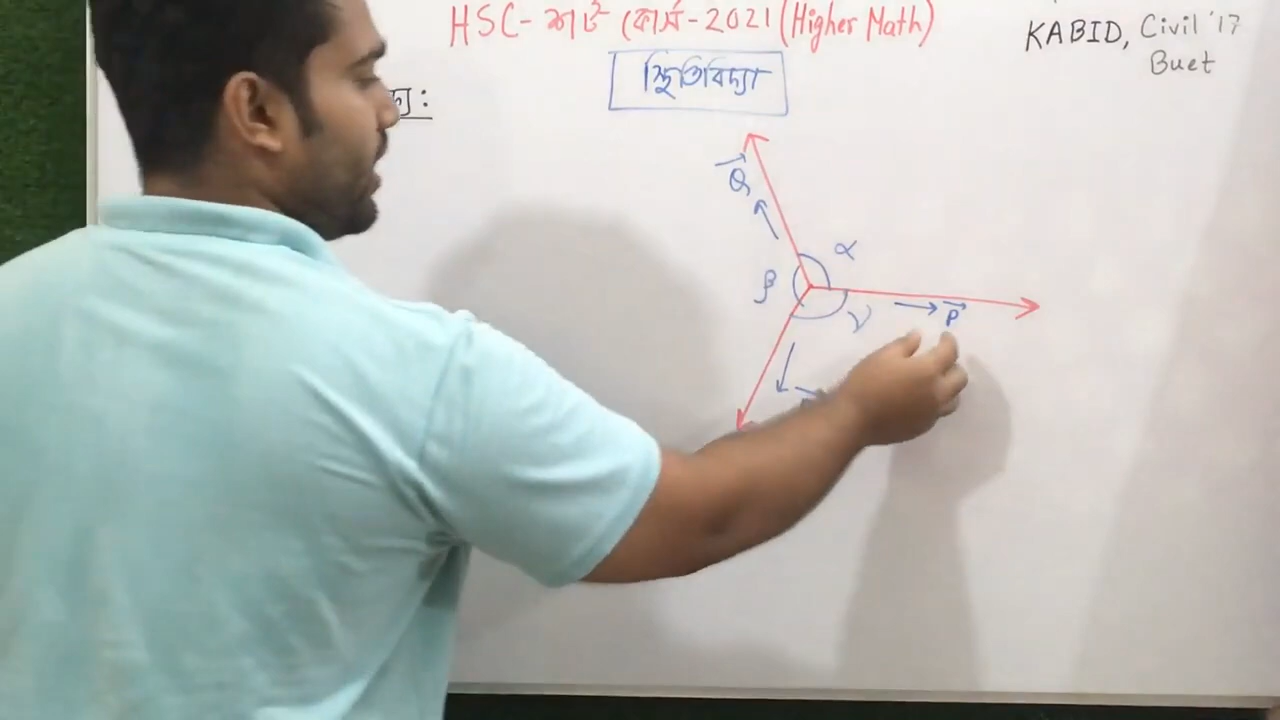 HSC - শর্ট কোর্স - 2021 (Higher Math)
KABID, Civil '17
Buet
স্থিতিবিদ্যা
Q
α
β
γ
P